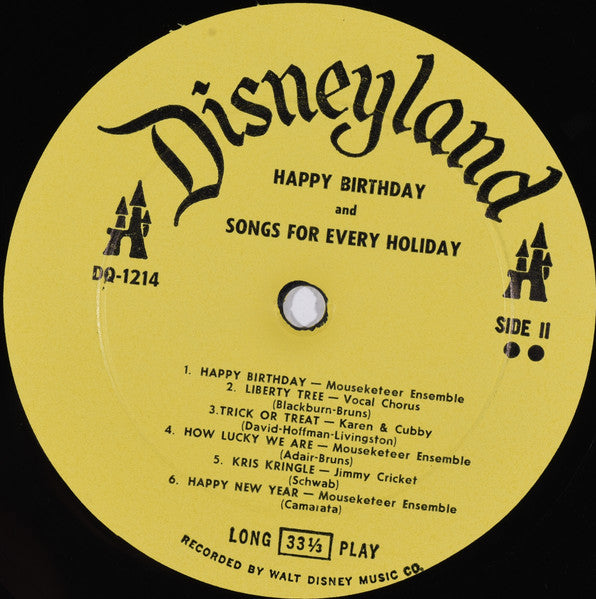 Disneyland
HAPPY BIRTHDAY
and
SONGS FOR EVERY HOLIDAY
DQ-1214
SIDE II
1. HAPPY BIRTHDAY — Mouseketeer Ensemble
2. LIBERTY TREE — Vocal Chorus
(Blackburn-Bruns)
3.TRICK OR TREAT — Karen & Cubby
(David-Hoffman-Livingston)
4. HOW LUCKY WE ARE — Mouseketeer Ensemble
(Adair-Bruns)
5. KRIS KRINGLE — Jimmy Cricket
(Schwab)
6. HAPPY NEW YEAR — Mouseketeer Ensemble
(Camarata)
LONG 33⅓ PLAY
RECORDED BY WALT DISNEY MUSIC CO.